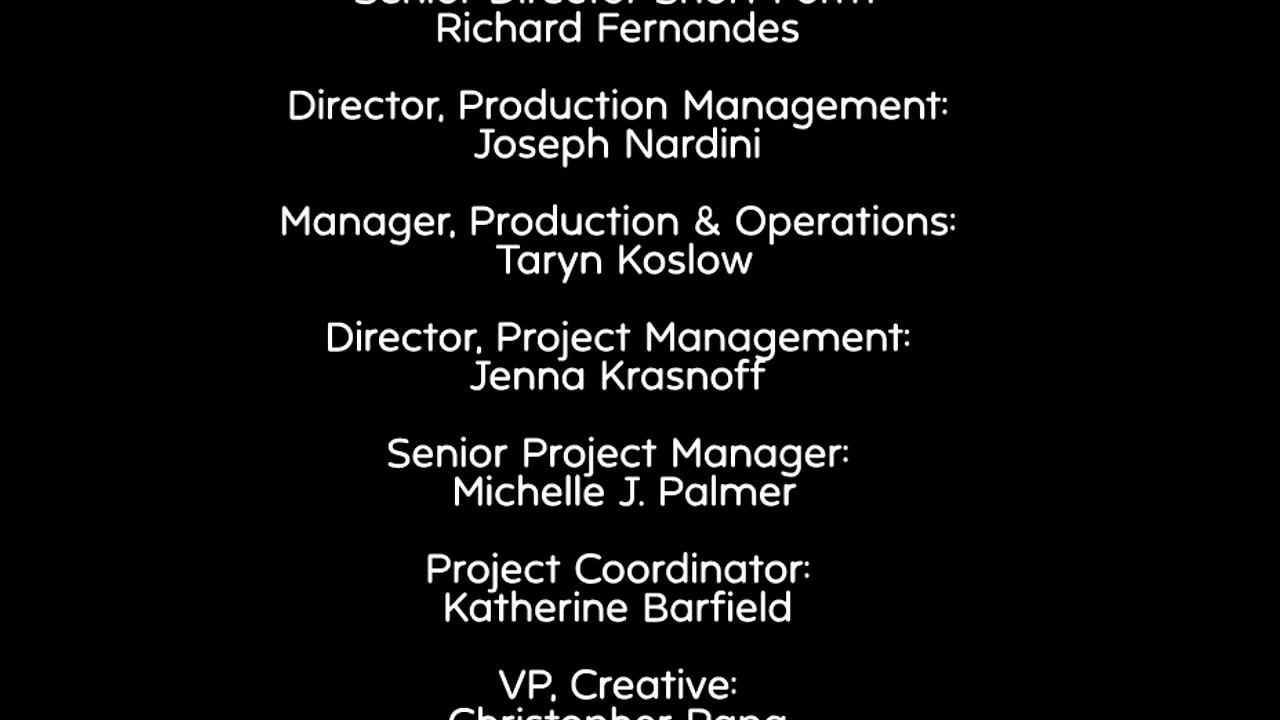 Senior Director Short Form
Richard Fernandes
Director, Production Management:
Joseph Nardini
Manager, Production & Operations:
Taryn Koslow
Director, Project Management:
Jenna Krasnoff
Senior Project Manager:
Michelle J. Palmer
Project Coordinator:
Katherine Barfield
VP, Creative:
Christopher